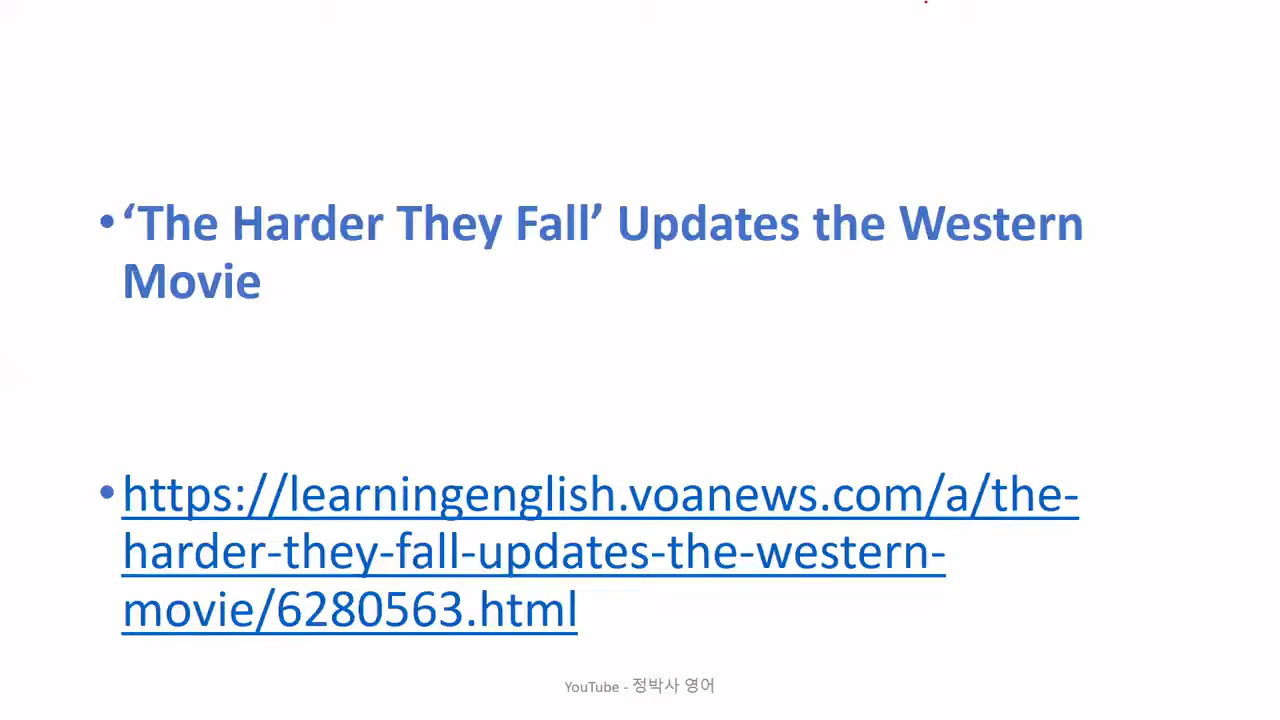 •‘The Harder They Fall’ Updates the Western
Movie
•https://learningenglish.voanews.com/a/the-
harder-they-fall-updates-the-western-
movie/6280563.html
YouTube - 정박사 영어